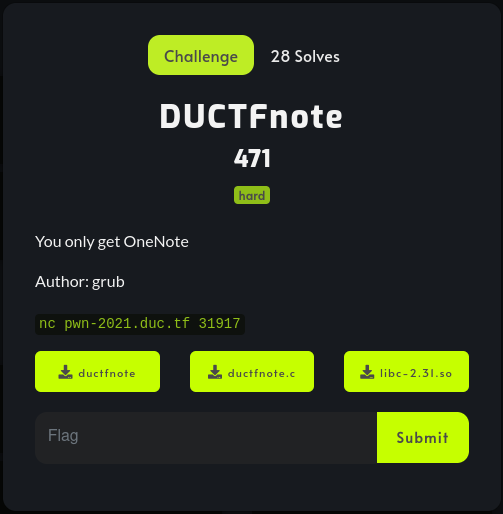 Challenge 28 Solves
DUCTFnote
471
hard
You only get OneNote
Author: grub
nc pwn-2021.duc.tf 31917
ductfnote ductfnote.c libc-2.31.so
Flag Submit